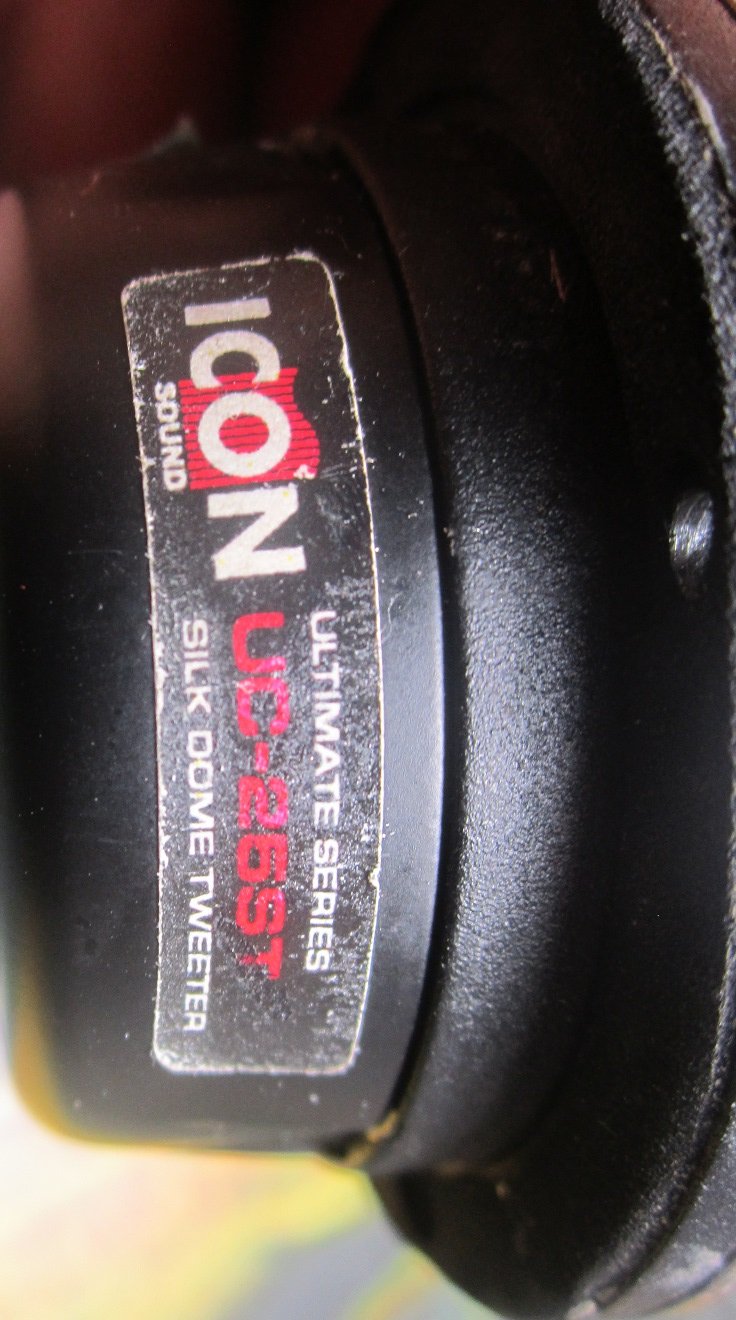 ICON
SOUND
ULTIMATE SERIES
UC-26ST
SILK DOME TWEETER